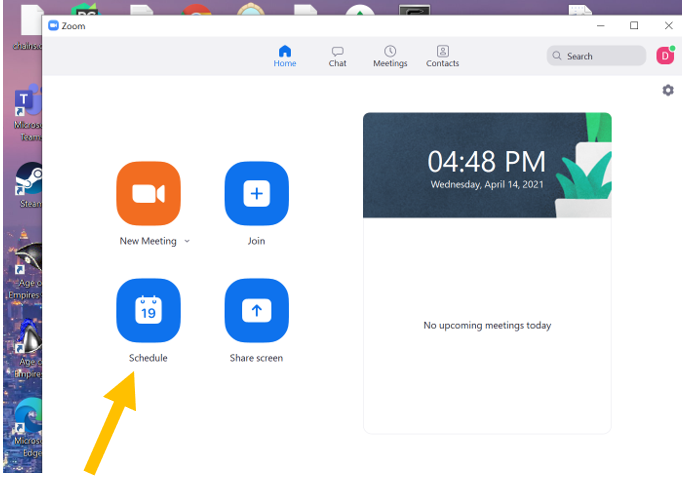 Zoom
Home
Chat
Meetings
Contacts
Search
D
04:48 PM
Wednesday, April 14, 2021
New Meeting
Join
19
Schedule
Share screen
No upcoming meetings today
T
Micros
Team
Steam
Age o
Empires
Age o
Empire
Micros
Edge